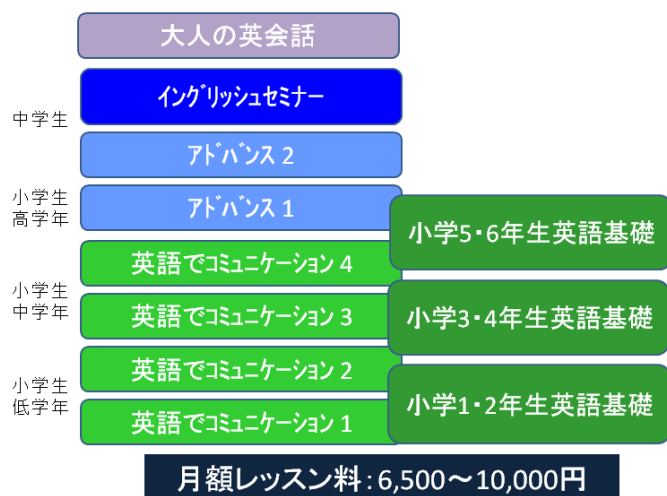 大人の英会話
中学生
イングリッシュセミナー
アドバンス 2
小学生
高学年
アドバンス 1
小学5・6年生英語基礎
英語でコミュニケーション 4
小学生
中学年
英語でコミュニケーション 3
小学3・4年生英語基礎
英語でコミュニケーション 2
小学生
低学年
英語でコミュニケーション 1
小学1・2年生英語基礎
月額レッスン料：6,500～10,000円